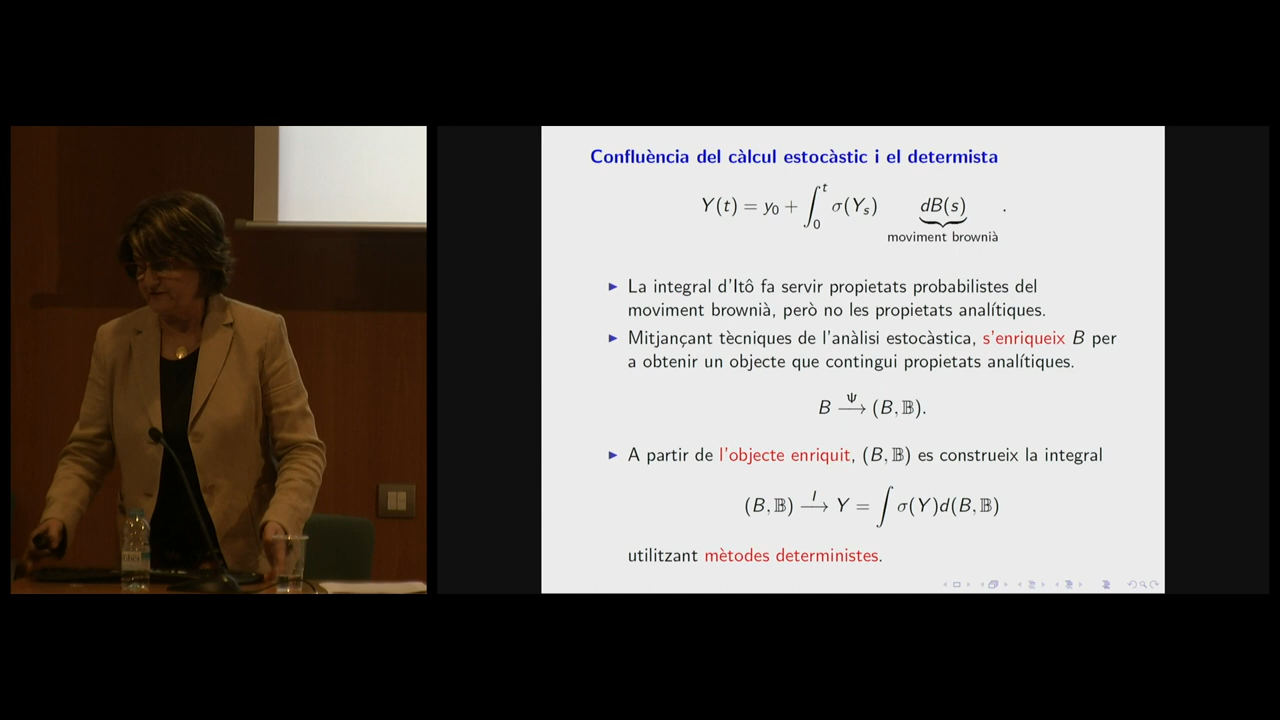 Confluència del càlcul estocàstic i el determista
Y(t) = y₀ + ∫₀ᵗ σ(Yₛ) dB(s) .
moviment brownià
La integral d'Itô fa servir propietats probabilistes del
moviment brownià, però no les propietats analítiques.
Mitjançant tècniques de l'anàlisi estocàstica, s'enriqueix B per
a obtenir un objecte que contingui propietats analítiques.
B —Ψ→ (B, 𝔹).
A partir de l'objecte enriquit, (B, 𝔹) es construeix la integral
(B, 𝔹) —I→ Y = ∫ σ(Y)d(B, 𝔹)
utilitzant mètodes deterministes.